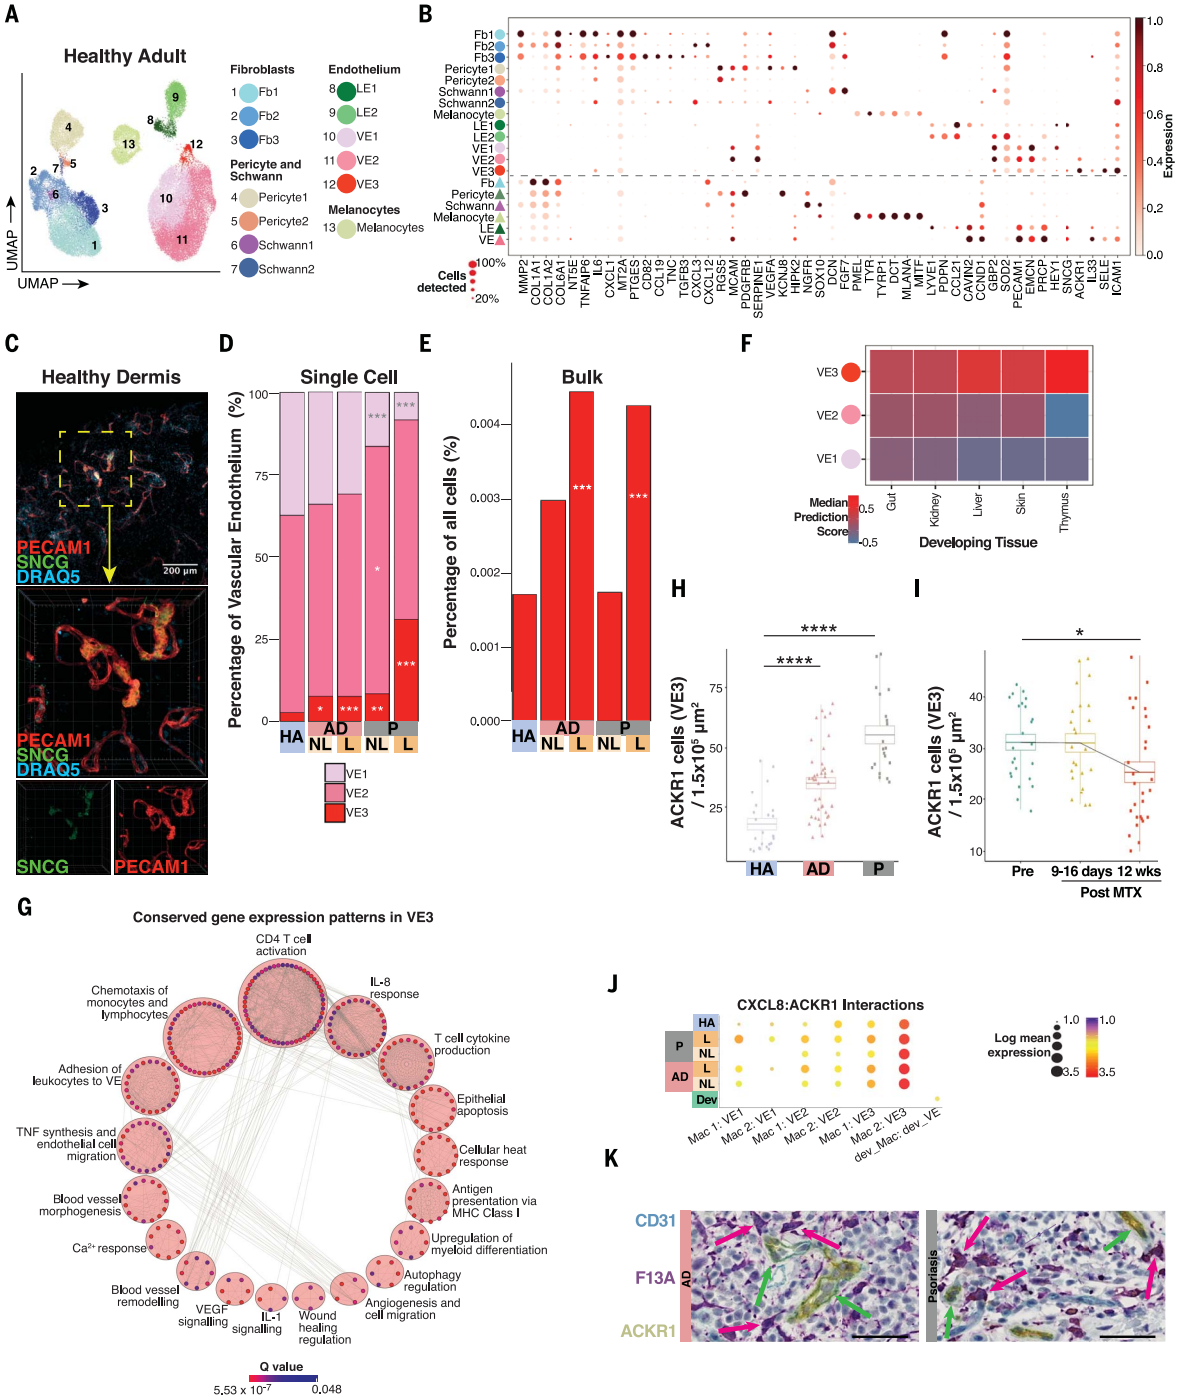 A
Healthy Adult
4
5
7
2
6
3
1
8
9
13
12
10
11
UMAP
UMAP
Fibroblasts
1 Fb1
2 Fb2
3 Fb3
Pericyte and
Schwann
4 Pericyte1
5 Pericyte2
6 Schwann1
7 Schwann2
Endothelium
8 LE1
9 LE2
10 VE1
11 VE2
12 VE3
Melanocytes
13 Melanocytes
B
Fb1
Fb2
Fb3
Pericyte1
Pericyte2
Schwann1
Schwann2
Melanocyte
LE1
LE2
VE1
VE2
VE3
Fb
Pericyte
Schwann
Melanocyte
LE
VE
Cells
detected
100%
20%
MMP2
COL1A1
COL1A2
COL6A1
NT5E
TNFAIP6
IL6
CXCL1
MT2A
PTGES
CD82
CCL19
TNC
TGFB3
CXCL3
CXCL12
RGS5
MCAM
PDGFRB
SERPINE1
VEGFA
KCNJ8
HIPK2
NGFR
SOX10
DCN
FGF7
PMEL
TYR
TYRP1
DCT
MLANA
MITF
LYVE1
PDPN
CCL21
CAVIN2
CCND1
GBP2
SOD2
PECAM1
EMCN
PRCP
HEY1
SNCG
ACKR1
IL33
SELE
ICAM1
1.0
0.8
0.6
0.4
0.2
0.0
Expression
C
Healthy Dermis
PECAM1
SNCG
DRAQ5
200 µm
PECAM1
SNCG
DRAQ5
SNCG
PECAM1
D
Single Cell
Percentage of Vascular Endothelium (%)
100
75
50
25
0
*
***
***
*
**
***
***
HA
AD
P
NL
L
NL
L
VE1
VE2
VE3
E
Bulk
Percentage of all cells (%)
0.004
0.003
0.002
0.001
0.000
***
***
HA
AD
P
NL
L
NL
L
F
VE3
VE2
VE1
Gut
Kidney
Liver
Skin
Thymus
Median
Prediction
Score
0.5
-0.5
Developing Tissue
G
Conserved gene expression patterns in VE3
CD4 T cell
activation
IL-8
response
T cell cytokine
production
Epithelial
apoptosis
Cellular heat
response
Antigen
presentation via
MHC Class I
Upregulation of
myeloid differentiation
Autophagy
regulation
Angiogenesis and
cell migration
Wound
healing
regulation
IL-1
signalling
VEGF
signalling
Blood vessel
remodelling
Ca²⁺ response
Blood vessel
morphogenesis
TNF synthesis and
endothelial cell
migration
Adhesion of
leukocytes to VE
Chemotaxis of
monocytes and
lymphocytes
Q value
5.53 x 10⁻⁷
0.048
H
ACKR1 cells (VE3)
/ 1.5x10⁵ µm²
75
50
25
****
****
HA
AD
P
I
ACKR1 cells (VE3)
/ 1.5x10⁵ µm²
40
30
20
10
*
Pre
9-16 days
12 wks
Post MTX
J
CXCL8:ACKR1 Interactions
HA
P
L
NL
AD
L
NL
Dev
Mac 1: VE1
Mac 2: VE1
Mac 1: VE2
Mac 2: VE2
Mac 1: VE3
Mac 2: VE3
dev_Mac: dev_VE
Log mean
expression
1.0
3.5
1.0
3.5
K
CD31
F13A
ACKR1
AD
Psoriasis